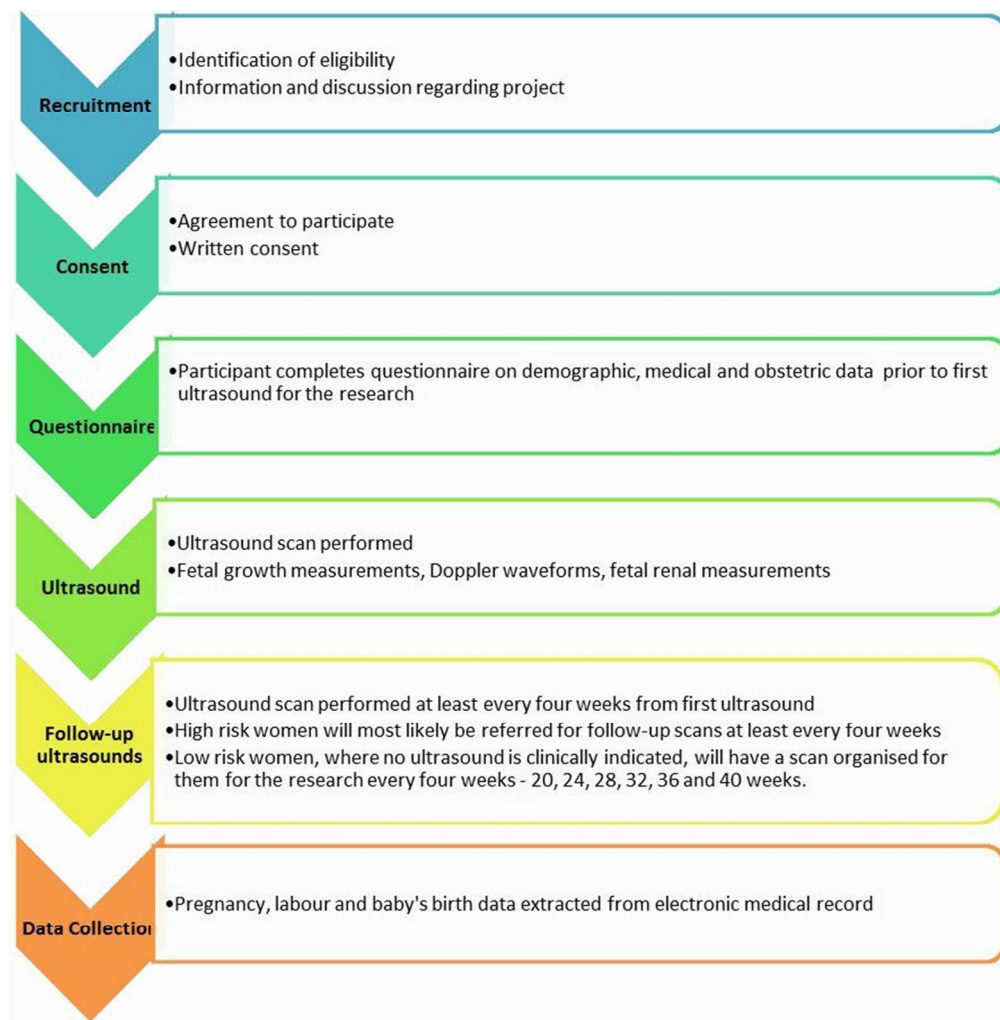 Recruitment
•Identification of eligibility
•Information and discussion regarding project
Consent
•Agreement to participate
•Written consent
Questionnaire
•Participant completes questionnaire on demographic, medical and obstetric data prior to first
ultrasound for the research
Ultrasound
•Ultrasound scan performed
•Fetal growth measurements, Doppler waveforms, fetal renal measurements
Follow-up
ultrasounds
•Ultrasound scan performed at least every four weeks from first ultrasound
•High risk women will most likely be referred for follow-up scans at least every four weeks
•Low risk women, where no ultrasound is clinically indicated, will have a scan organised for
them for the research every four weeks - 20, 24, 28, 32, 36 and 40 weeks.
Data Collection
•Pregnancy, labour and baby's birth data extracted from electronic medical record